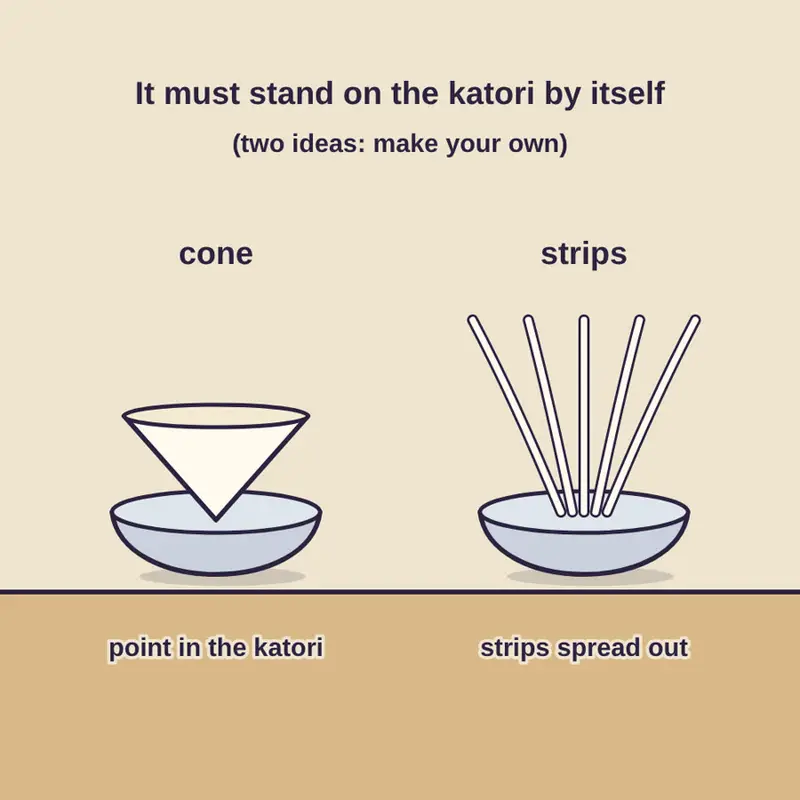 It must stand on the katori by itself
(two ideas: make your own)
cone
strips
point in the katori
strips spread out